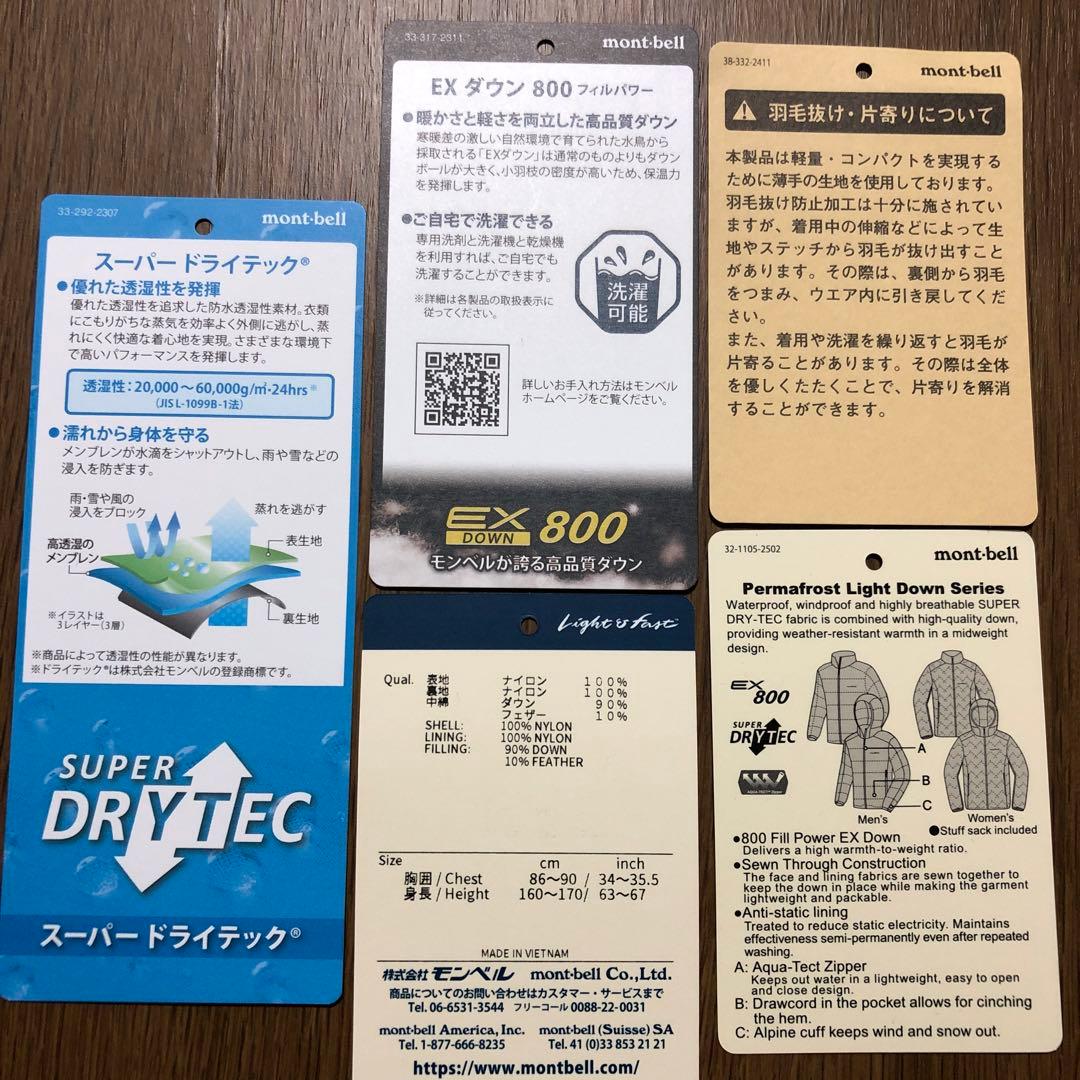 33-292-2307
mont-bell
スーパー ドライテック®
●優れた透湿性を発揮
優れた透湿性を追求した防水透湿性素材。衣類
にこもりがちな蒸気を効率よく外側に逃がし、蒸
れにくく快適な着心地を実現。さまざまな環境下
で高いパフォーマンスを発揮します。
透湿性：20,000～60,000g/㎡・24hrs※
（JIS L-1099B-1法）
●濡れから身体を守る
メンブレンが水滴をシャットアウトし、雨や雪などの
浸入を防ぎます。
雨・雪や風の
浸入をブロック
蒸れを逃がす
高透湿の
メンブレン
表生地
裏生地
※イラストは
3レイヤー（3層）
※商品によって透湿性の性能が異なります。
※ドライテック®は株式会社モンベルの登録商標です。
SUPER
DRYTEC
スーパー ドライテック®
33-317-2311
mont-bell
EX ダウン 800 フィルパワー
●暖かさと軽さを両立した高品質ダウン
寒暖差の激しい自然環境で育てられた水鳥から
採取される「EXダウン」は通常のものよりもダウン
ボールが大きく、小羽枝の密度が高いため、保温力
を発揮します。
●ご自宅で洗濯できる
専用洗剤と洗濯機と乾燥機
を利用すれば、ご自宅でも
洗濯することができます。
※詳細は各製品の取扱表示に
従ってください。
洗濯
可能
詳しいお手入れ方法はモンベル
ホームページをご覧ください。
EX
DOWN
800
モンベルが誇る高品質ダウン
38-332-2411
mont-bell
羽毛抜け・片寄りについて
本製品は軽量・コンパクトを実現する
ために薄手の生地を使用しております。
羽毛抜け防止加工は十分に施されてい
ますが、着用中の伸縮などによって生
地やステッチから羽毛が抜け出すこと
があります。その際は、裏側から羽毛
をつまみ、ウエア内に引き戻してくだ
さい。
また、着用や洗濯を繰り返すと羽毛が
片寄ることがあります。その際は全体
を優しくたたくことで、片寄りを解消
することができます。
Light & Fast
Qual. 表地 ナイロン 100%
裏地 ナイロン 100%
中綿 ダウン 90%
フェザー 10%
SHELL: 100% NYLON
LINING: 100% NYLON
FILLING: 90% DOWN
10% FEATHER
Size cm inch
胸囲 / Chest 86～90 / 34～35.5
身長 / Height 160～170/ 63～67
MADE IN VIETNAM
株式会社 モンベル mont-bell Co.,Ltd.
商品についてのお問い合わせはカスタマー・サービスまで
Tel. 06-6531-3544 フリーコール 0088-22-0031
mont-bell America, Inc. mont-bell (Suisse) SA
Tel. 1-877-666-8235 Tel. 41 (0)33 853 21 21
https://www.montbell.com/
32-1105-2502
mont-bell
Permafrost Light Down Series
Waterproof, windproof and highly breathable SUPER
DRY-TEC fabric is combined with high-quality down,
providing weather-resistant warmth in a midweight
design.
EX
800
SUPER
DRYTEC
AQUA-TECT™ Zipper
A
B
C
Men's
Women's
●Stuff sack included
●800 Fill Power EX Down
Delivers a high warmth-to-weight ratio.
●Sewn Through Construction
The face and lining fabrics are sewn together to
keep the down in place while making the garment
lightweight and packable.
●Anti-static lining
Treated to reduce static electricity. Maintains
effectiveness semi-permanently even after repeated
washing.
A: Aqua-Tect Zipper
Keeps out water in a lightweight, easy to open
and close design.
B: Drawcord in the pocket allows for cinching
the hem.
C: Alpine cuff keeps wind and snow out.